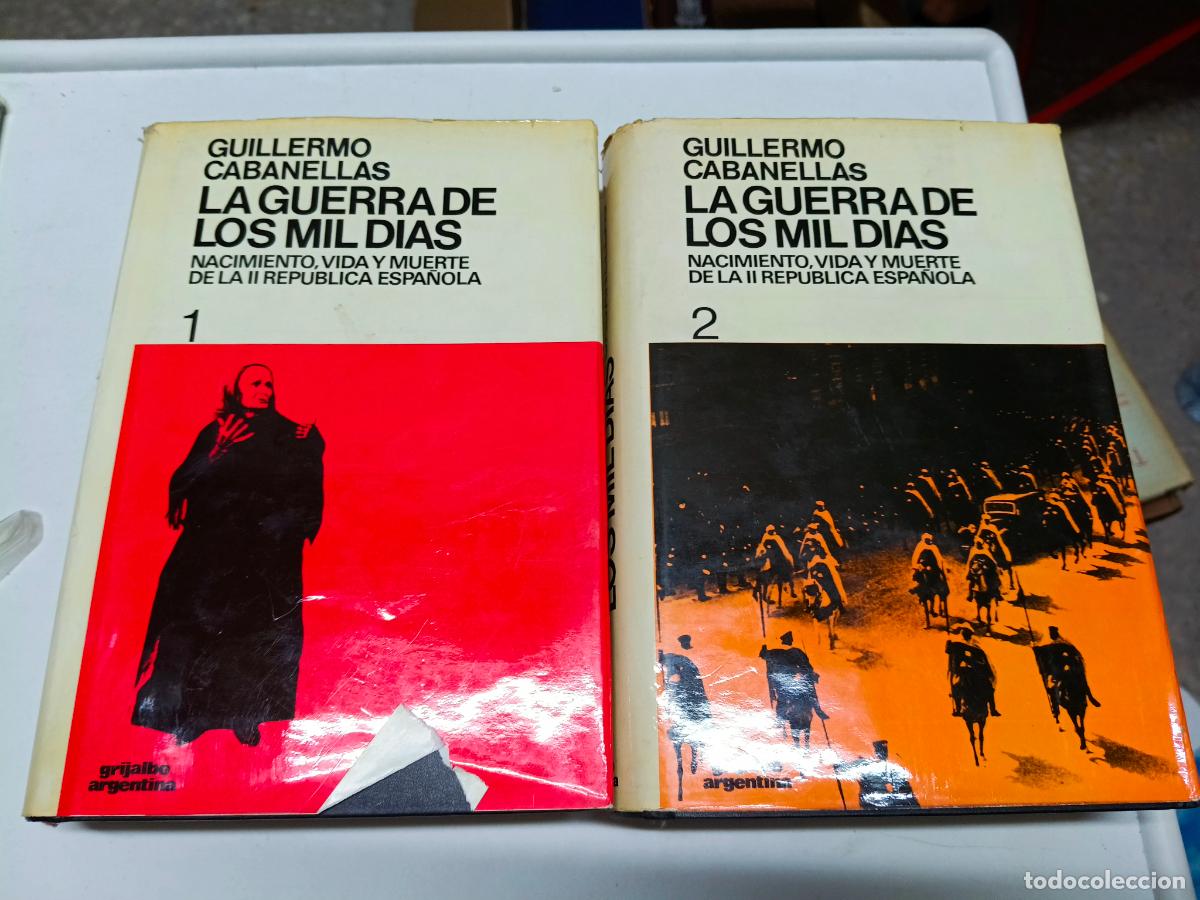 GUILLERMO
CABANELLAS
LA GUERRA DE
LOS MIL DIAS
NACIMIENTO, VIDA Y MUERTE
DE LA II REPUBLICA ESPAÑOLA
1
grijalbo
argentina
GUILLERMO
CABANELLAS
LA GUERRA DE
LOS MIL DIAS
NACIMIENTO, VIDA Y MUERTE
DE LA II REPUBLICA ESPAÑOLA
2
argentina
LOS MIL DIAS
todocoleccion